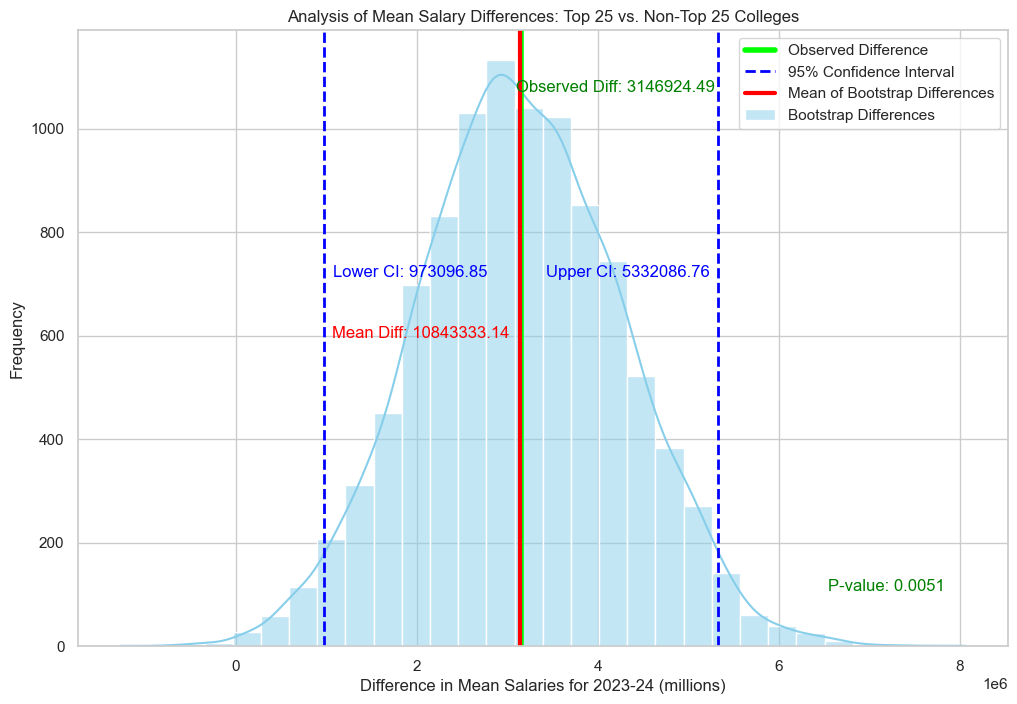 Analysis of Mean Salary Differences: Top 25 vs. Non-Top 25 Colleges
Observed Difference
95% Confidence Interval
Mean of Bootstrap Differences
Bootstrap Differences
Observed Diff: 3146924.49
Lower CI: 973096.85
Upper CI: 5332086.76
Mean Diff: 10843333.14
P-value: 0.0051
Frequency
1000
800
600
400
200
0
0
2
4
6
8
1e6
Difference in Mean Salaries for 2023-24 (millions)